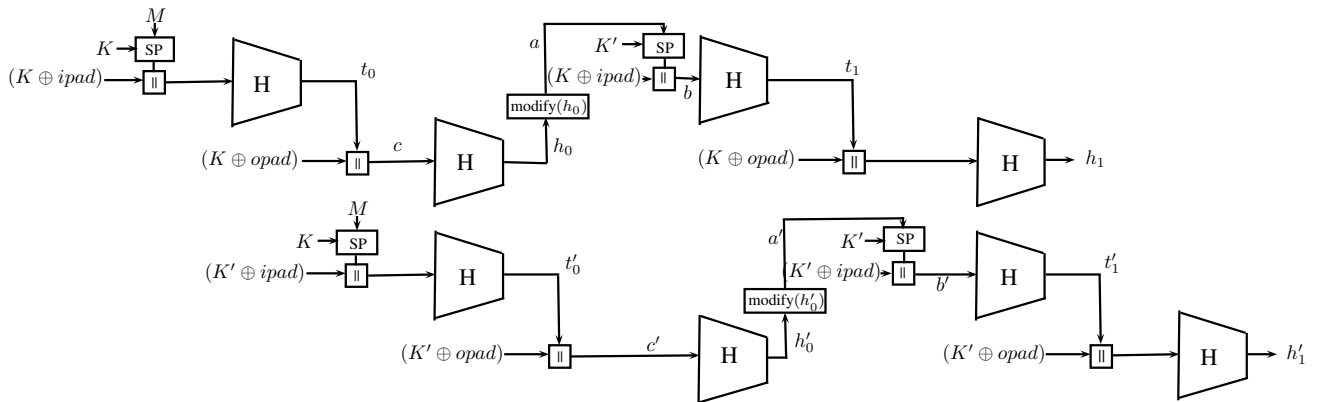 M
K
SP
(K ⊕ ipad)
||
H
t₀
(K ⊕ opad)
||
c
H
h₀
modify(h₀)
a
K′
SP
(K ⊕ ipad)
||
b
H
t₁
(K ⊕ opad)
||
H
h₁
M
K
SP
(K′ ⊕ ipad)
||
H
t′₀
(K′ ⊕ opad)
||
c′
H
h′₀
modify(h′₀)
a′
K′
SP
(K′ ⊕ ipad)
||
b′
H
t′₁
(K′ ⊕ opad)
||
H
h′₁